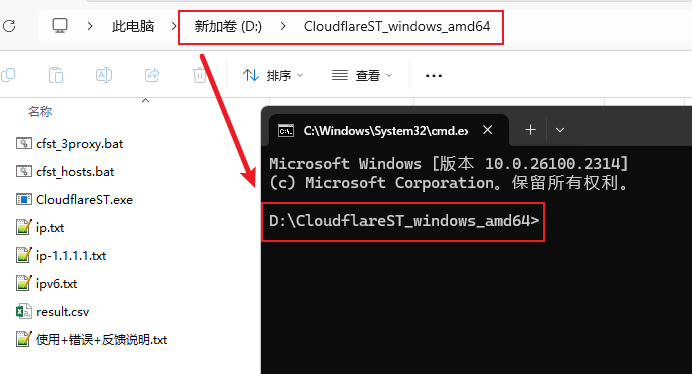 此电脑 > 新加卷 (D:) > CloudflareST_windows_amd64
排序 查看 ...
名称
cfst_3proxy.bat
cfst_hosts.bat
CloudflareST.exe
ip.txt
ip-1.1.1.1.txt
ipv6.txt
result.csv
使用+错误+反馈说明.txt
C:\Windows\System32\cmd.ex
Microsoft Windows [版本 10.0.26100.2314]
(c) Microsoft Corporation。保留所有权利。
D:\CloudflareST_windows_amd64>